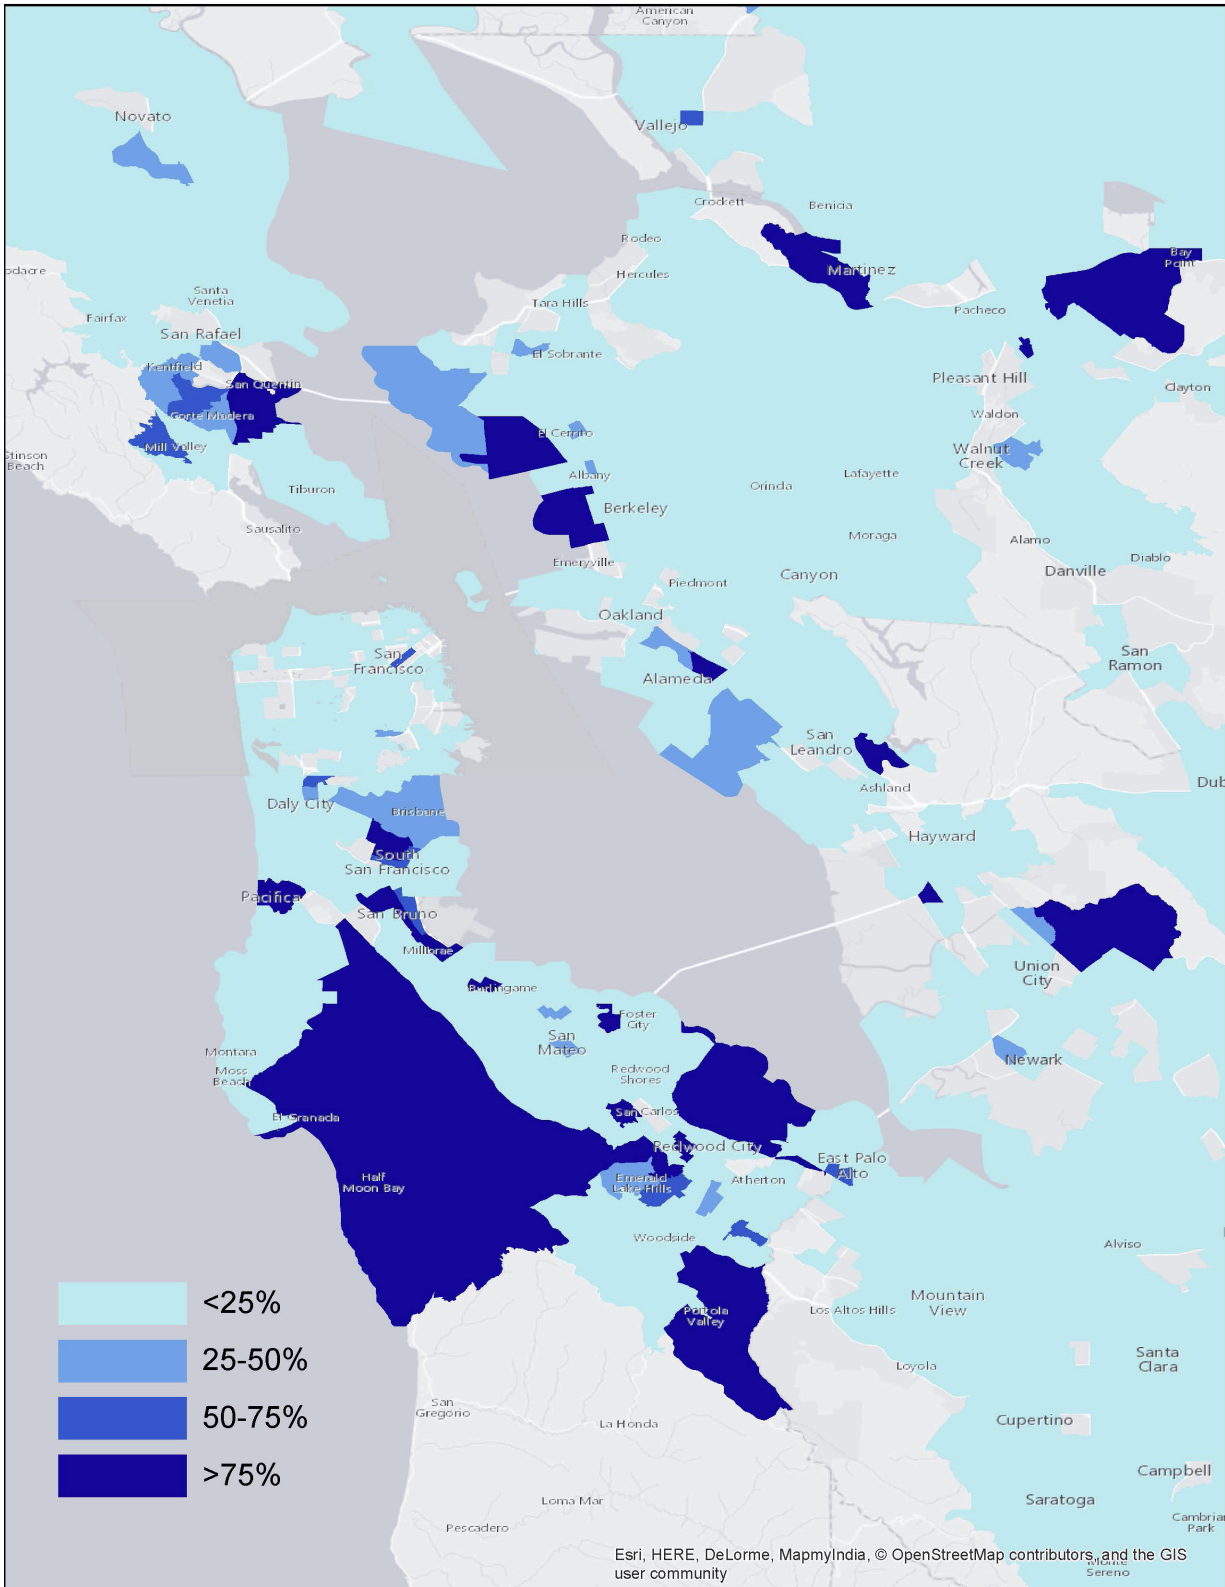 American
Canyon
Novato
Vallejo
Crockett
Benicia
Rodeo
Bay
Point
odacre
Martinez
Hercules
Santa
Venetia
Tara Hills
Pacheco
Fairfax
San Rafael
El Sobrante
Kentfield
Pleasant Hill
San Quentin
Clayton
Corte Madera
Waldon
El Cerrito
Mill Valley
Walnut
Creek
Stinson
Beach
Albany
Lafayette
Orinda
Tiburon
Berkeley
Sausalito
Moraga
Alamo
Emeryville
Diablo
Danville
Canyon
Piedmont
Oakland
San
Francisco
San
Ramon
Alameda
San
Leandro
Dub
Ashland
Daly City
Brisbane
Hayward
South
San Francisco
Pacifica
San Bruno
Millbrae
Union
City
Burlingame
Foster
City
San
Mateo
Montara
Newark
Moss
Beach
Redwood
Shores
El Granada
San Carlos
Redwood City
East Palo
Alto
Half
Moon Bay
Emerald
Lake Hills
Atherton
Woodside
Alviso
<25%
Mountain
View
Portola
Valley
Los Altos Hills
25-50%
Santa
Clara
Loyola
San
Gregorio
50-75%
La Honda
Cupertino
>75%
Campbell
Loma Mar
Saratoga
Cambrian
Park
Pescadero
Esri, HERE, DeLorme, MapmyIndia, © OpenStreetMap contributors, and the GIS
user community
Monte
Sereno